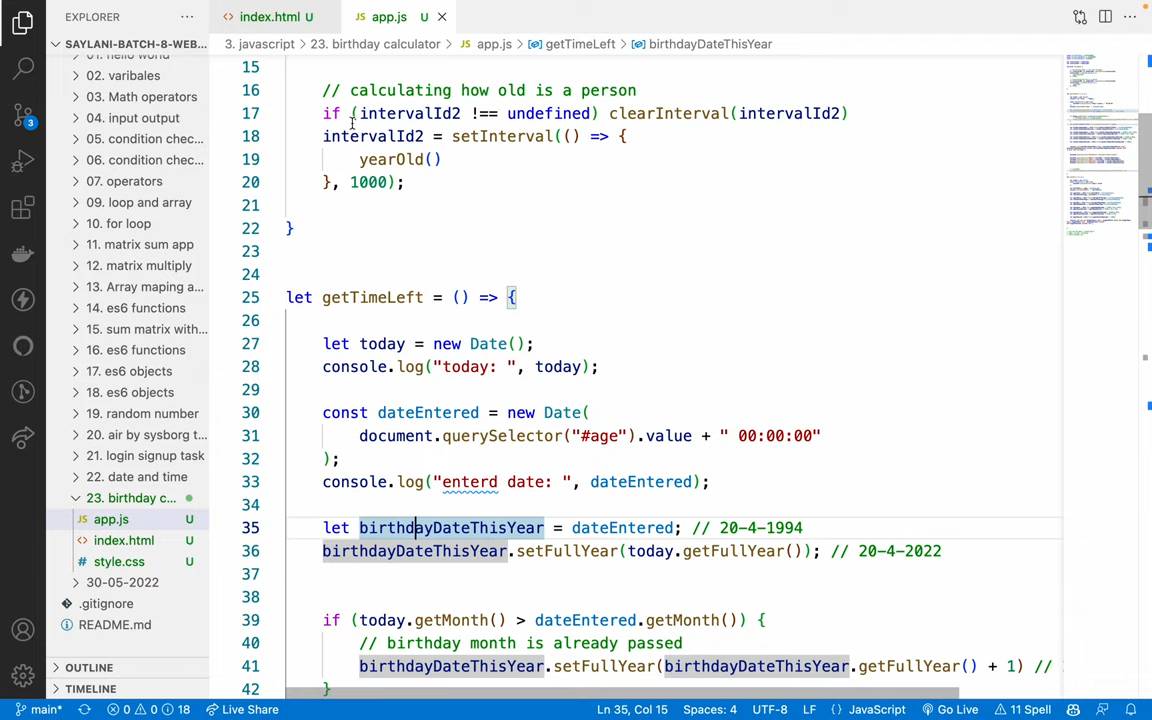 EXPLORER
index.html U
JS app.js U
SAYLANI-BATCH-8-WEB...
3. javascript > 23. birthday calculator > JS app.js > getTimeLeft > birthdayDateThisYear
01. hello world
02. varibales
03. Math operators
04. input output
05. condition chec...
06. condition chec...
07. operators
09. loop and array
10. for loop
11. matrix sum app
12. matrix multiply
13. Array maping a...
14. es6 functions
15. sum matrix with...
16. es6 functions
17. es6 objects
18. es6 objects
19. random number
20. air by sysborg t...
21. login signup task
22. date and time
23. birthday c...
JS app.js U
index.html U
style.css U
30-05-2022
.gitignore
README.md
OUTLINE
TIMELINE
15
16 // calculating how old is a person
17 if (intervalId2 !== undefined) clearInterval(intervalId2)
18 intervalId2 = setInterval(() => {
19 yearOld()
20 }, 1000);
21
22 }
23
24
25 let getTimeLeft = () => {
26
27 let today = new Date();
28 console.log("today: ", today);
29
30 const dateEntered = new Date(
31 document.querySelector("#age").value + " 00:00:00"
32 );
33 console.log("enterd date: ", dateEntered);
34
35 let birthdayDateThisYear = dateEntered; // 20-4-1994
36 birthdayDateThisYear.setFullYear(today.getFullYear()); // 20-4-2022
37
38
39 if (today.getMonth() > dateEntered.getMonth()) {
40 // birthday month is already passed
41 birthdayDateThisYear.setFullYear(birthdayDateThisYear.getFullYear() + 1) //
42 }
3
main* 0 0 18 Live Share Ln 35, Col 15 Spaces: 4 UTF-8 LF {} JavaScript Go Live 11 Spell